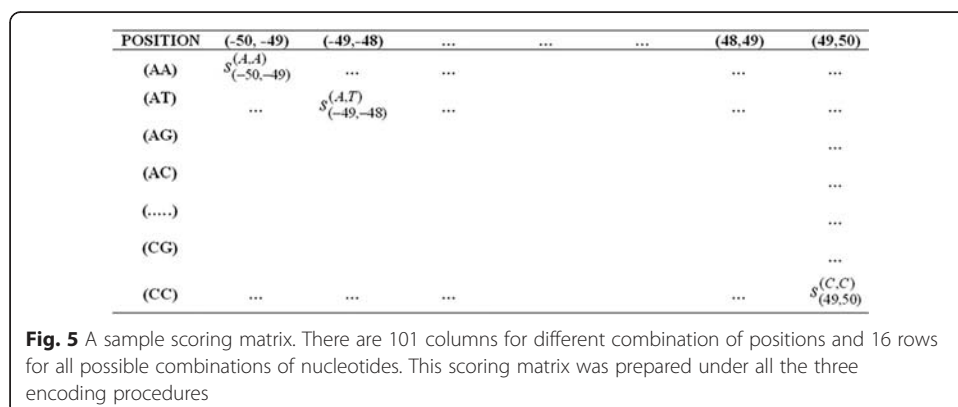 POSITION (-50, -49) (-49,-48) ... ... ... (48,49) (49,50)
(AA) s(A,A)(−50,−49) ... ... ... ...
(AT) ... s(A,T)(−49,−48) ... ... ...
(AG) ...
(AC) ...
(.....) ...
(CG) ...
(CC) ... ... ... ... s(C,C)(49,50)
Fig. 5 A sample scoring matrix. There are 101 columns for different combination of positions and 16 rows
for all possible combinations of nucleotides. This scoring matrix was prepared under all the three
encoding procedures